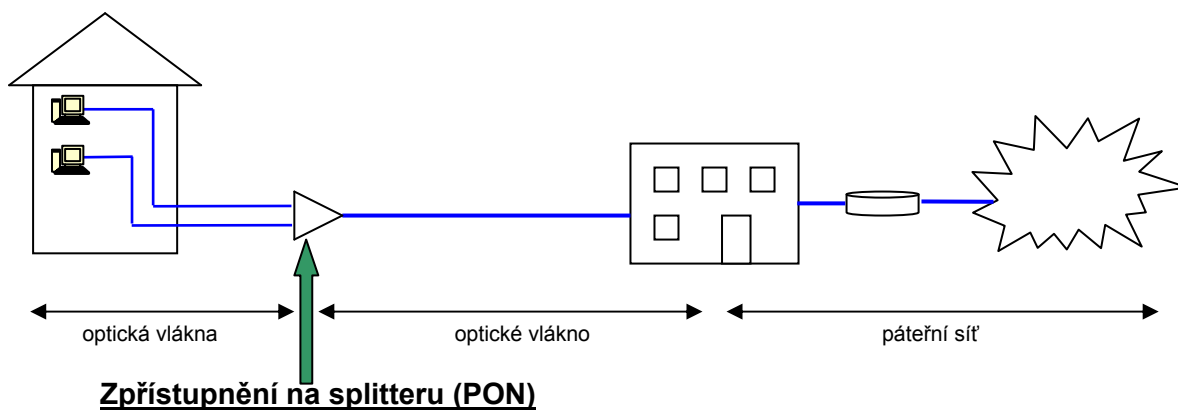 optická vlákna
optické vlákno
páteřní síť
Zpřístupnění na splitteru (PON)